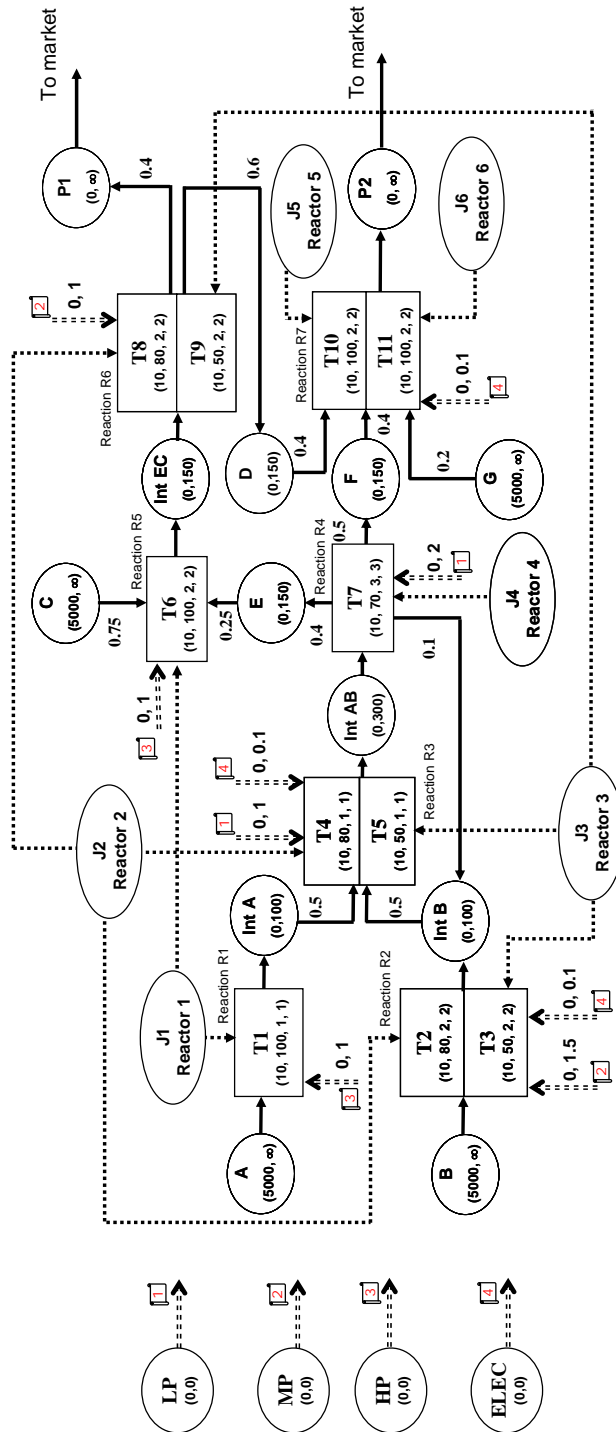 LP
(0,0)
1
MP
(0,0)
2
HP
(0,0)
3
ELEC
(0,0)
4
J1
Reactor 1
J2
Reactor 2
A
(5000, ∞)
Reaction R1
T1
(10, 100, 1, 1)
0, 1
3
Int A
(0,100)
0.5
B
(5000, ∞)
Reaction R2
T2
(10, 80, 2, 2)
T3
(10, 50, 2, 2)
0, 1.5
2
0, 0.1
4
Int B
(0,100)
0.5
1
0, 1
4
0, 0.1
T4
(10, 80, 1, 1)
T5
(10, 50, 1, 1)
Reaction R3
J3
Reactor 3
Int AB
(0,300)
3
0, 1
C
(5000, ∞)
0.75
Reaction R5
T6
(10, 100, 2, 2)
0.25
E
(0,150)
0.4
Reaction R4
T7
(10, 70, 3, 3)
0.5
0.1
0, 2
1
J4
Reactor 4
Int EC
(0,150)
D
(0,150)
0.4
F
(0,150)
0.4
G
(5000, ∞)
0.2
2
0, 1
Reaction R6
T8
(10, 80, 2, 2)
T9
(10, 50, 2, 2)
0.4
0.6
Reaction R7
T10
(10, 100, 2, 2)
T11
(10, 100, 2, 2)
0, 0.1
4
J5
Reactor 5
J6
Reactor 6
P1
(0, ∞)
To market
P2
(0, ∞)
To market